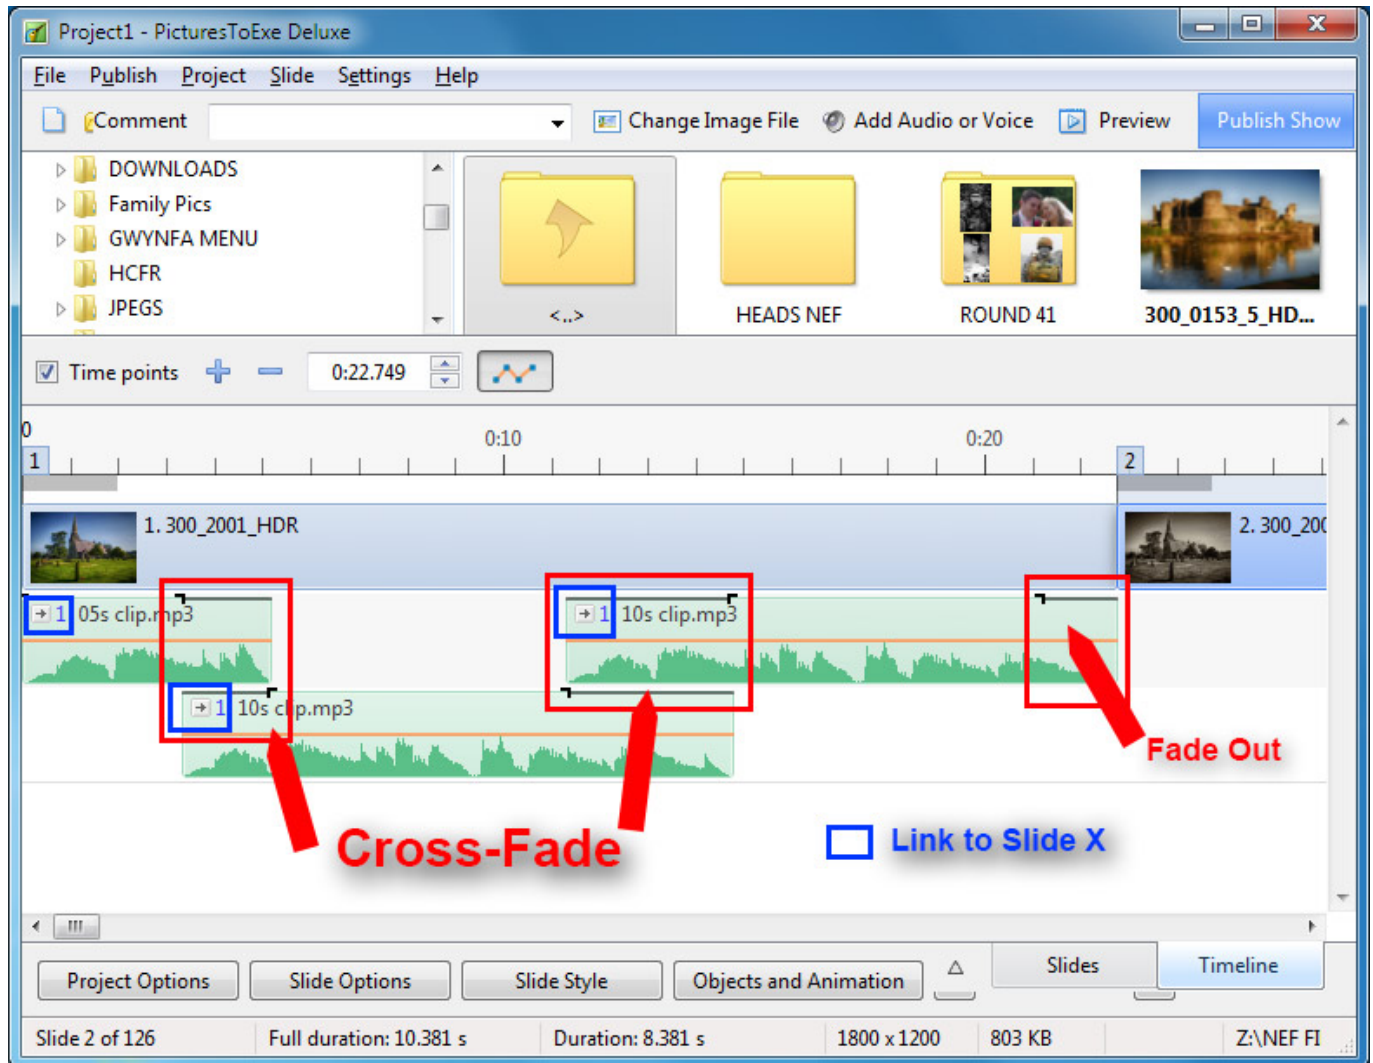 Project1 - PicturesToExe Deluxe
File Publish Project Slide Settings Help
Comment Change Image File Add Audio or Voice Preview Publish Show
DOWNLOADS
Family Pics
GWYNFA MENU
HCFR
JPEGS
<..> HEADS NEF ROUND 41 300_0153_5_HD...
Time points 0:22.749
0 0:10 0:20
1 2
1. 300_2001_HDR 2. 300_200
1 05s clip.mp3 1 10s clip.mp3
1 10s clip.mp3
Fade Out
Cross-Fade
Link to Slide X
Project Options Slide Options Slide Style Objects and Animation Slides Timeline
Slide 2 of 126 Full duration: 10.381 s Duration: 8.381 s 1800 x 1200 803 KB Z:\NEF FI